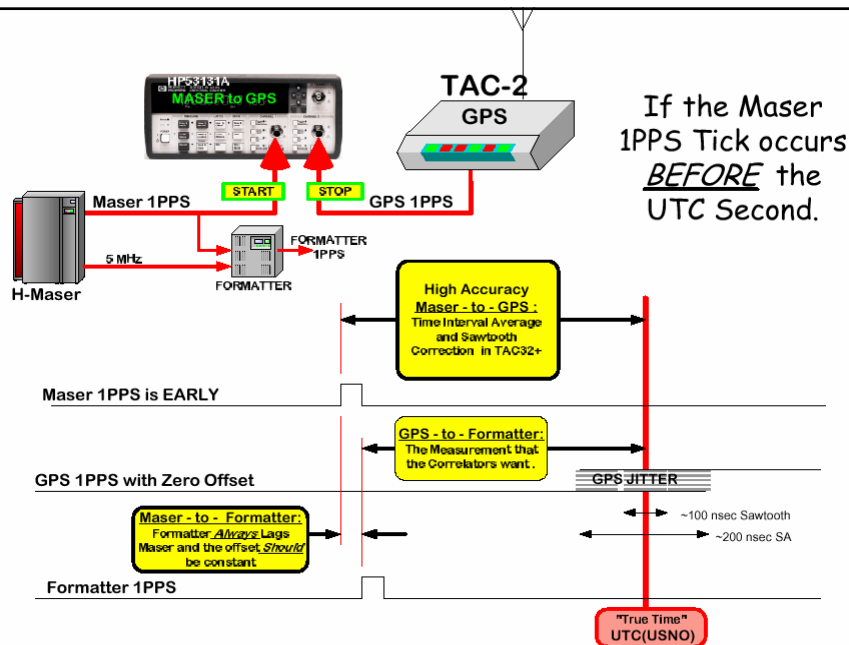 HP53131A
MASER to GPS
TAC-2
GPS
If the Maser
1PPS Tick occurs
BEFORE the
UTC Second.
START
STOP
Maser 1PPS
GPS 1PPS
5 MHz
FORMATTER
1PPS
FORMATTER
H-Maser
High Accuracy
Maser - to - GPS :
Time Interval Average
and Sawtooth
Correction in TAC32+
Maser 1PPS is EARLY
GPS - to - Formatter:
The Measurement that
the Correlators want .
GPS 1PPS with Zero Offset
GPS JITTER
~100 nsec Sawtooth
~200 nsec SA
Maser - to - Formatter:
Formatter Always Lags
Maser and the offset Should
be constant
Formatter 1PPS
"True Time"
UTC(USNO)